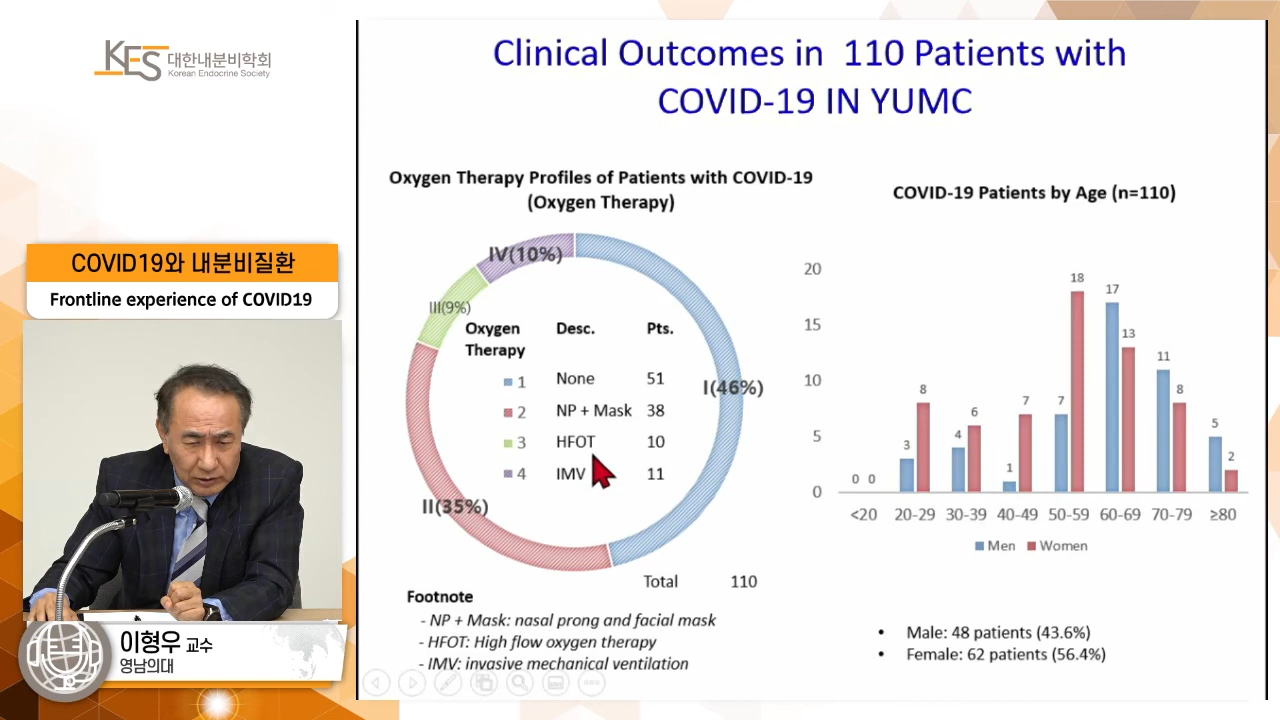 KES 대한내분비학회
Korean Endocrine Society
COVID19와 내분비질환
Frontline experience of COVID19
이형우 교수
영남의대
Clinical Outcomes in 110 Patients with
COVID-19 IN YUMC
Oxygen Therapy Profiles of Patients with COVID-19
(Oxygen Therapy)
IV(10%)
III(9%)
I(46%)
II(35%)
Oxygen Therapy Desc. Pts.
1 None 51
2 NP + Mask 38
3 HFOT 10
4 IMV 11
Total 110
Footnote
- NP + Mask: nasal prong and facial mask
- HFOT: High flow oxygen therapy
- IMV: invasive mechanical ventilation
COVID-19 Patients by Age (n=110)
20
15
10
5
0
0 0 3 8 4 6 1 7 7 18 17 13 11 8 5 2
<20 20-29 30-39 40-49 50-59 60-69 70-79 ≥80
Men Women
• Male: 48 patients (43.6%)
• Female: 62 patients (56.4%)